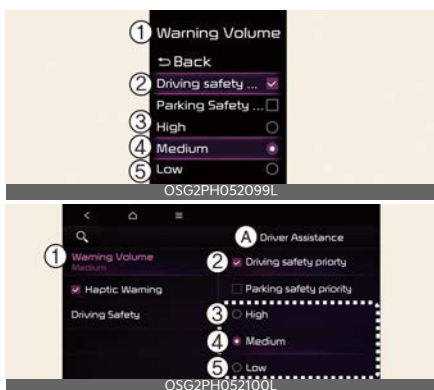 ① Warning Volume
⮌ Back
② Driving safety ...
Parking Safety ...
③ High
④ Medium
⑤ Low
OSG2PH052099L
Ⓐ Driver Assistance
① Warning Volume
Medium
② Driving safety priorty
Haptic Warning
Parking safety priority
Driving Safety
③ High
④ Medium
⑤ Low
OSG2PH052100L